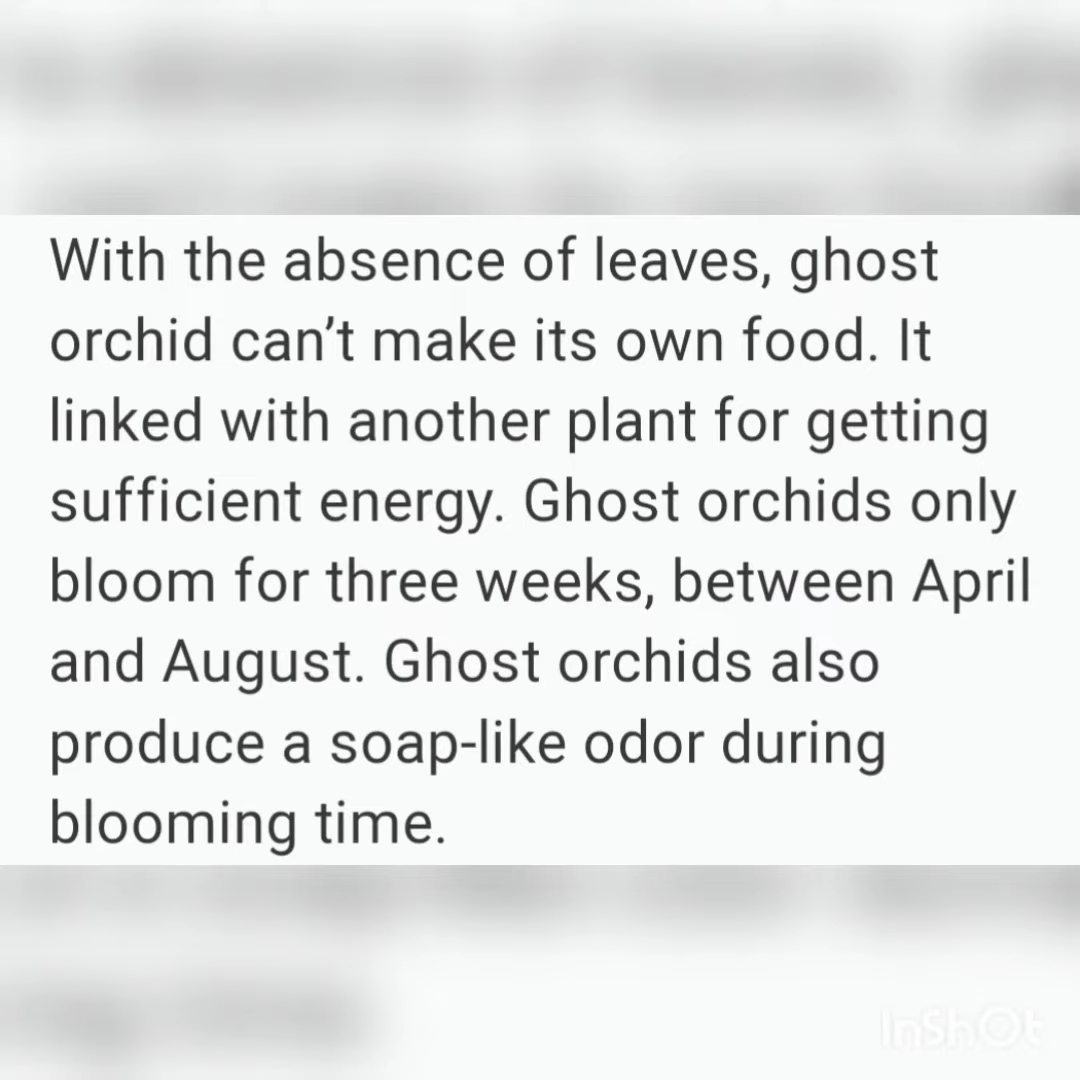 With the absence of leaves, ghost
orchid can’t make its own food. It
linked with another plant for getting
sufficient energy. Ghost orchids only
bloom for three weeks, between April
and August. Ghost orchids also
produce a soap-like odor during
blooming time.
InShOt